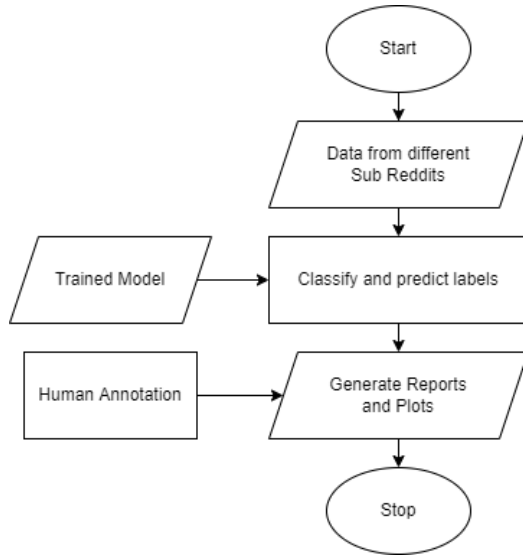 Start
Data from different
Sub Reddits
Trained Model
Classify and predict labels
Human Annotation
Generate Reports
and Plots
Stop